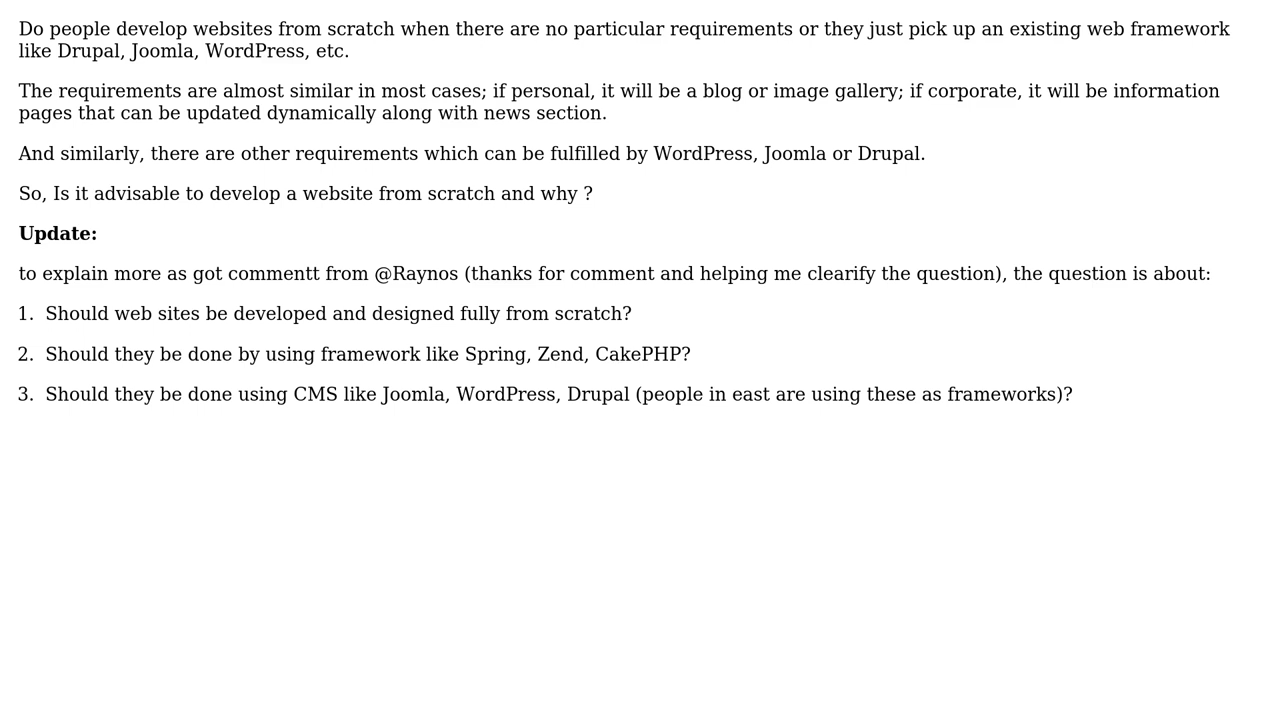 Do people develop websites from scratch when there are no particular requirements or they just pick up an existing web framework
like Drupal, Joomla, WordPress, etc.
The requirements are almost similar in most cases; if personal, it will be a blog or image gallery; if corporate, it will be information
pages that can be updated dynamically along with news section.
And similarly, there are other requirements which can be fulfilled by WordPress, Joomla or Drupal.
So, Is it advisable to develop a website from scratch and why ?
Update:
to explain more as got commentt from @Raynos (thanks for comment and helping me clearify the question), the question is about:
1. Should web sites be developed and designed fully from scratch?
2. Should they be done by using framework like Spring, Zend, CakePHP?
3. Should they be done using CMS like Joomla, WordPress, Drupal (people in east are using these as frameworks)?